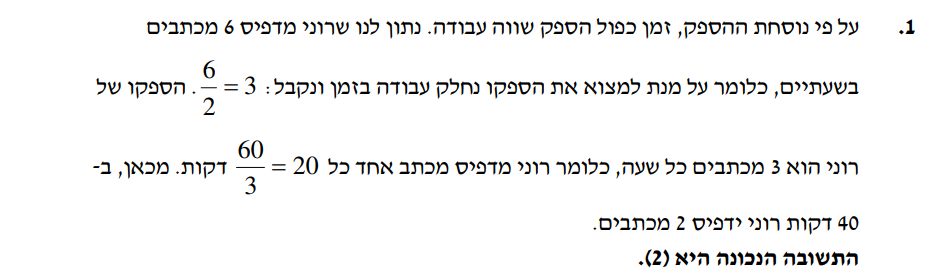 1. על פי נוסחת ההספק, זמן כפול הספק שווה עבודה. נתון לנו שרוני מדפיס 6 מכתבים
בשעתיים, כלומר על מנת למצוא את הספקו נחלק עבודה בזמן ונקבל: 6/2 = 3. הספקו של
רוני הוא 3 מכתבים כל שעה, כלומר רוני מדפיס מכתב אחד כל 60/3 = 20 דקות. מכאן, ב-
40 דקות רוני ידפיס 2 מכתבים.
התשובה הנכונה היא (2).